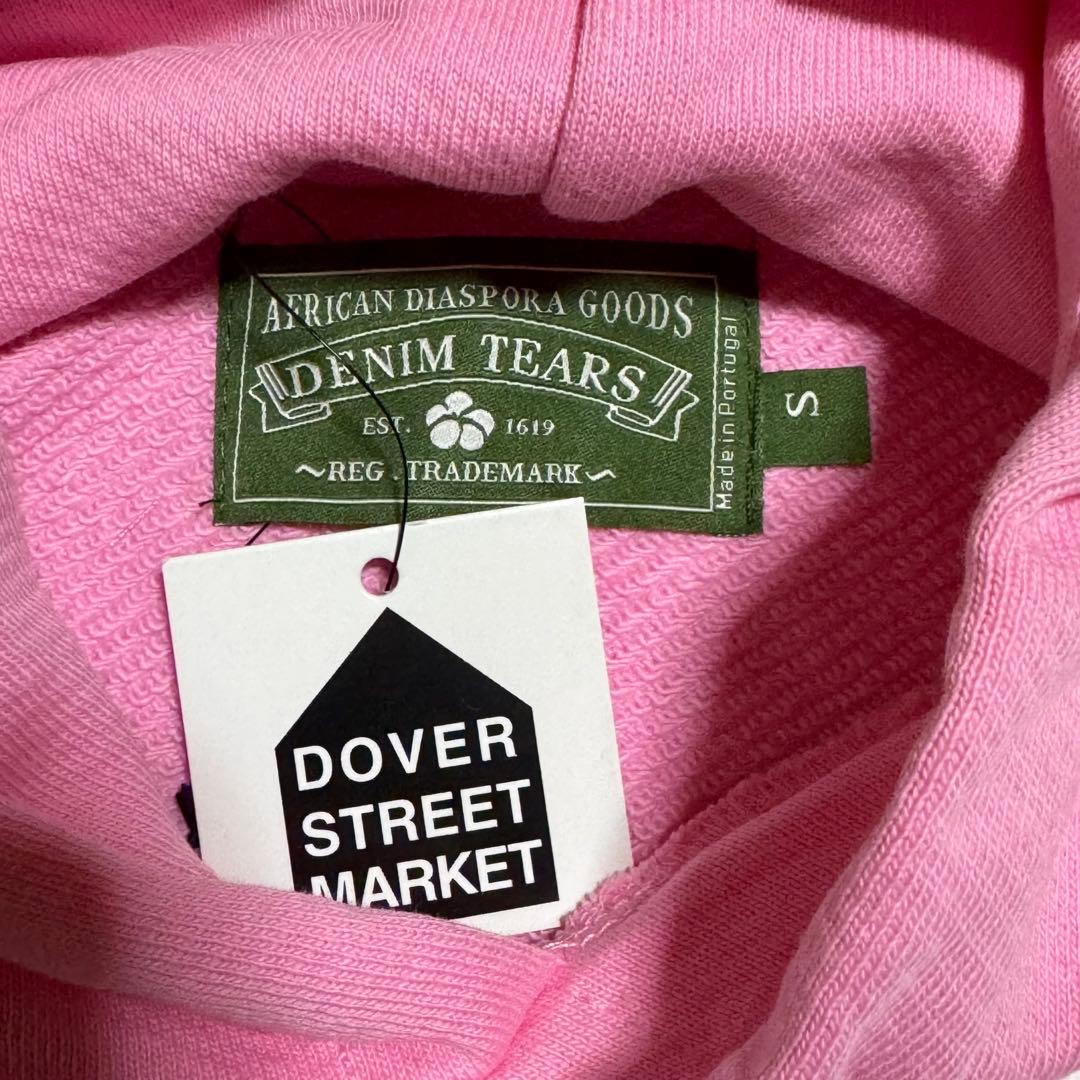 AFRICAN DIASPORA GOODS
DENIM TEARS
EST. 1619
~REG. TRADEMARK~
Made in Portugal
S
DOVER
STREET
MARKET